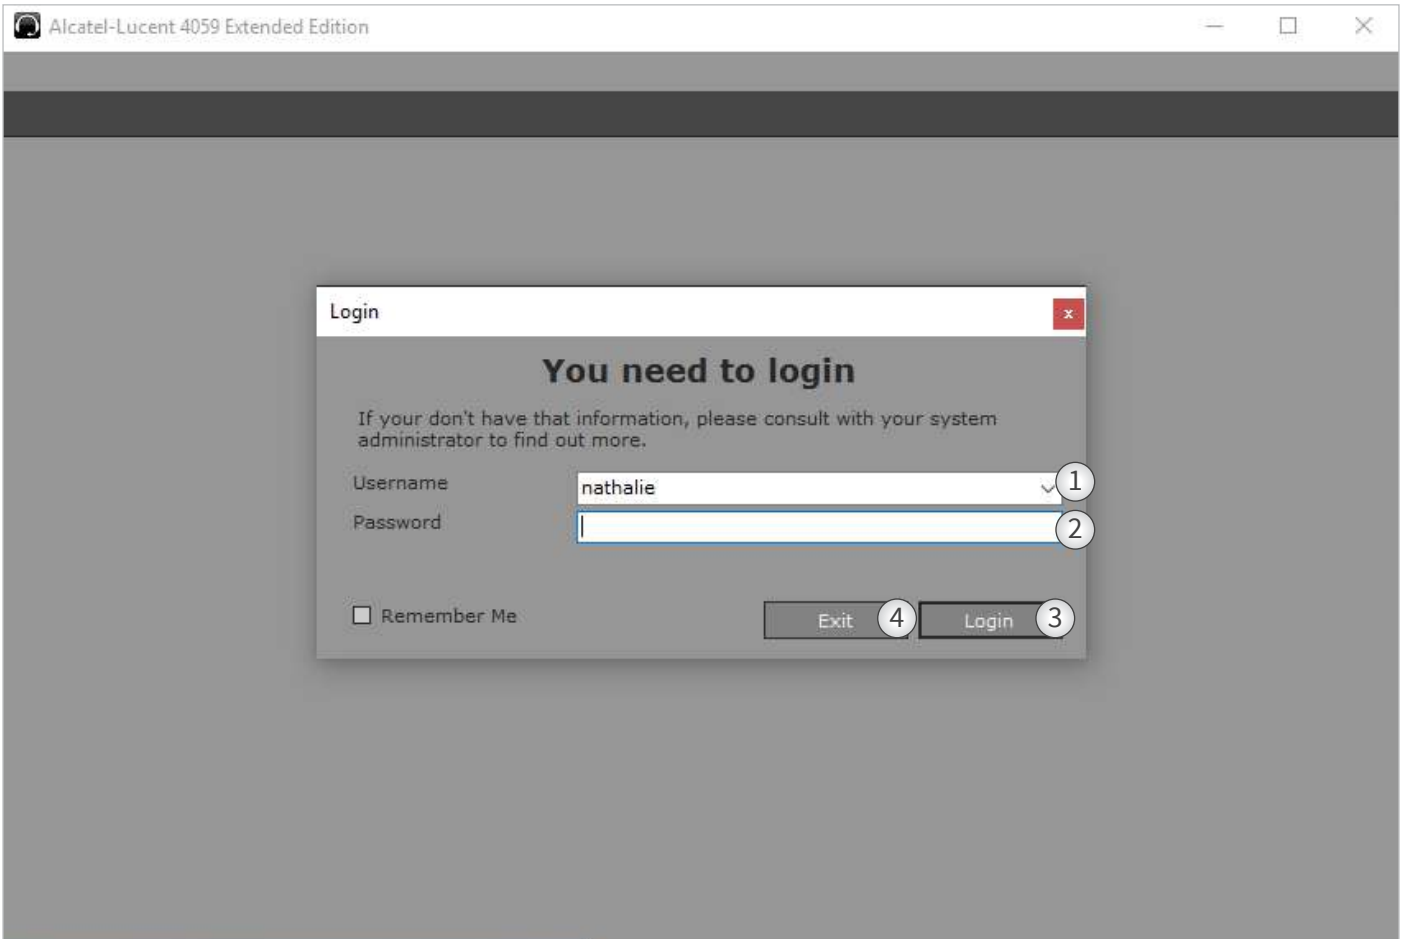 Alcatel-Lucent 4059 Extended Edition
Login
x
You need to login
If your don't have that information, please consult with your system
administrator to find out more.
Username
nathalie
1
Password
2
Remember Me
Exit
4
Login
3